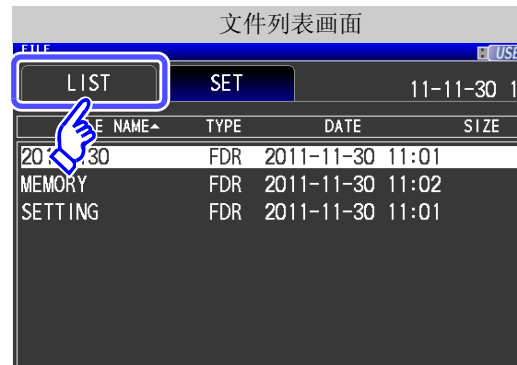 文件列表画面
FILE
USB
LIST SET 11-11-30 1
NAME▲ TYPE DATE SIZE
FDR 2011-11-30 11:01
MEMORY FDR 2011-11-30 11:02
SETTING FDR 2011-11-30 11:01